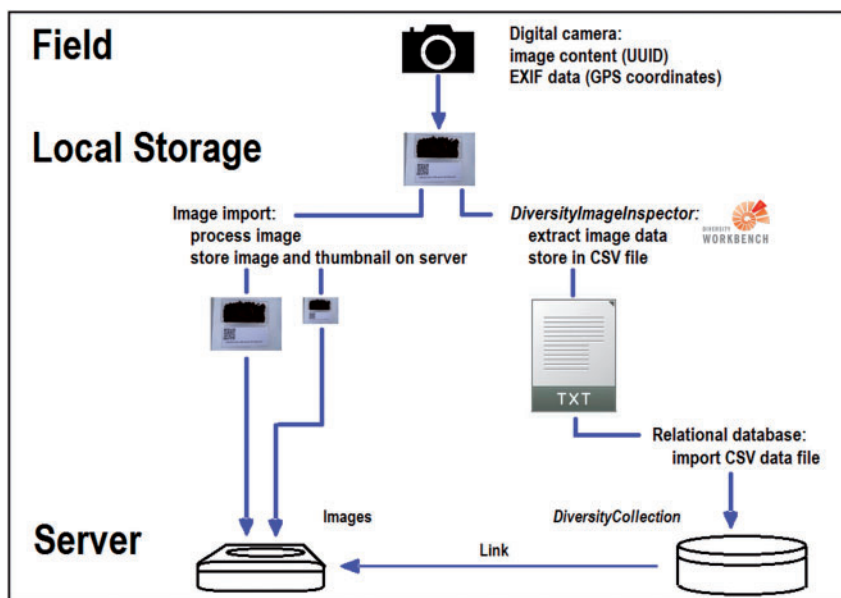 Field
Digital camera:
image content (UUID)
EXIF data (GPS coordinates)
Local Storage
Image import:
process image
store image and thumbnail on server
DiversityImageInspector:
extract image data
store in CSV file
DIVERSITY
WORKBENCH
TXT
Relational database:
import CSV data file
Images
DiversityCollection
Server
Link